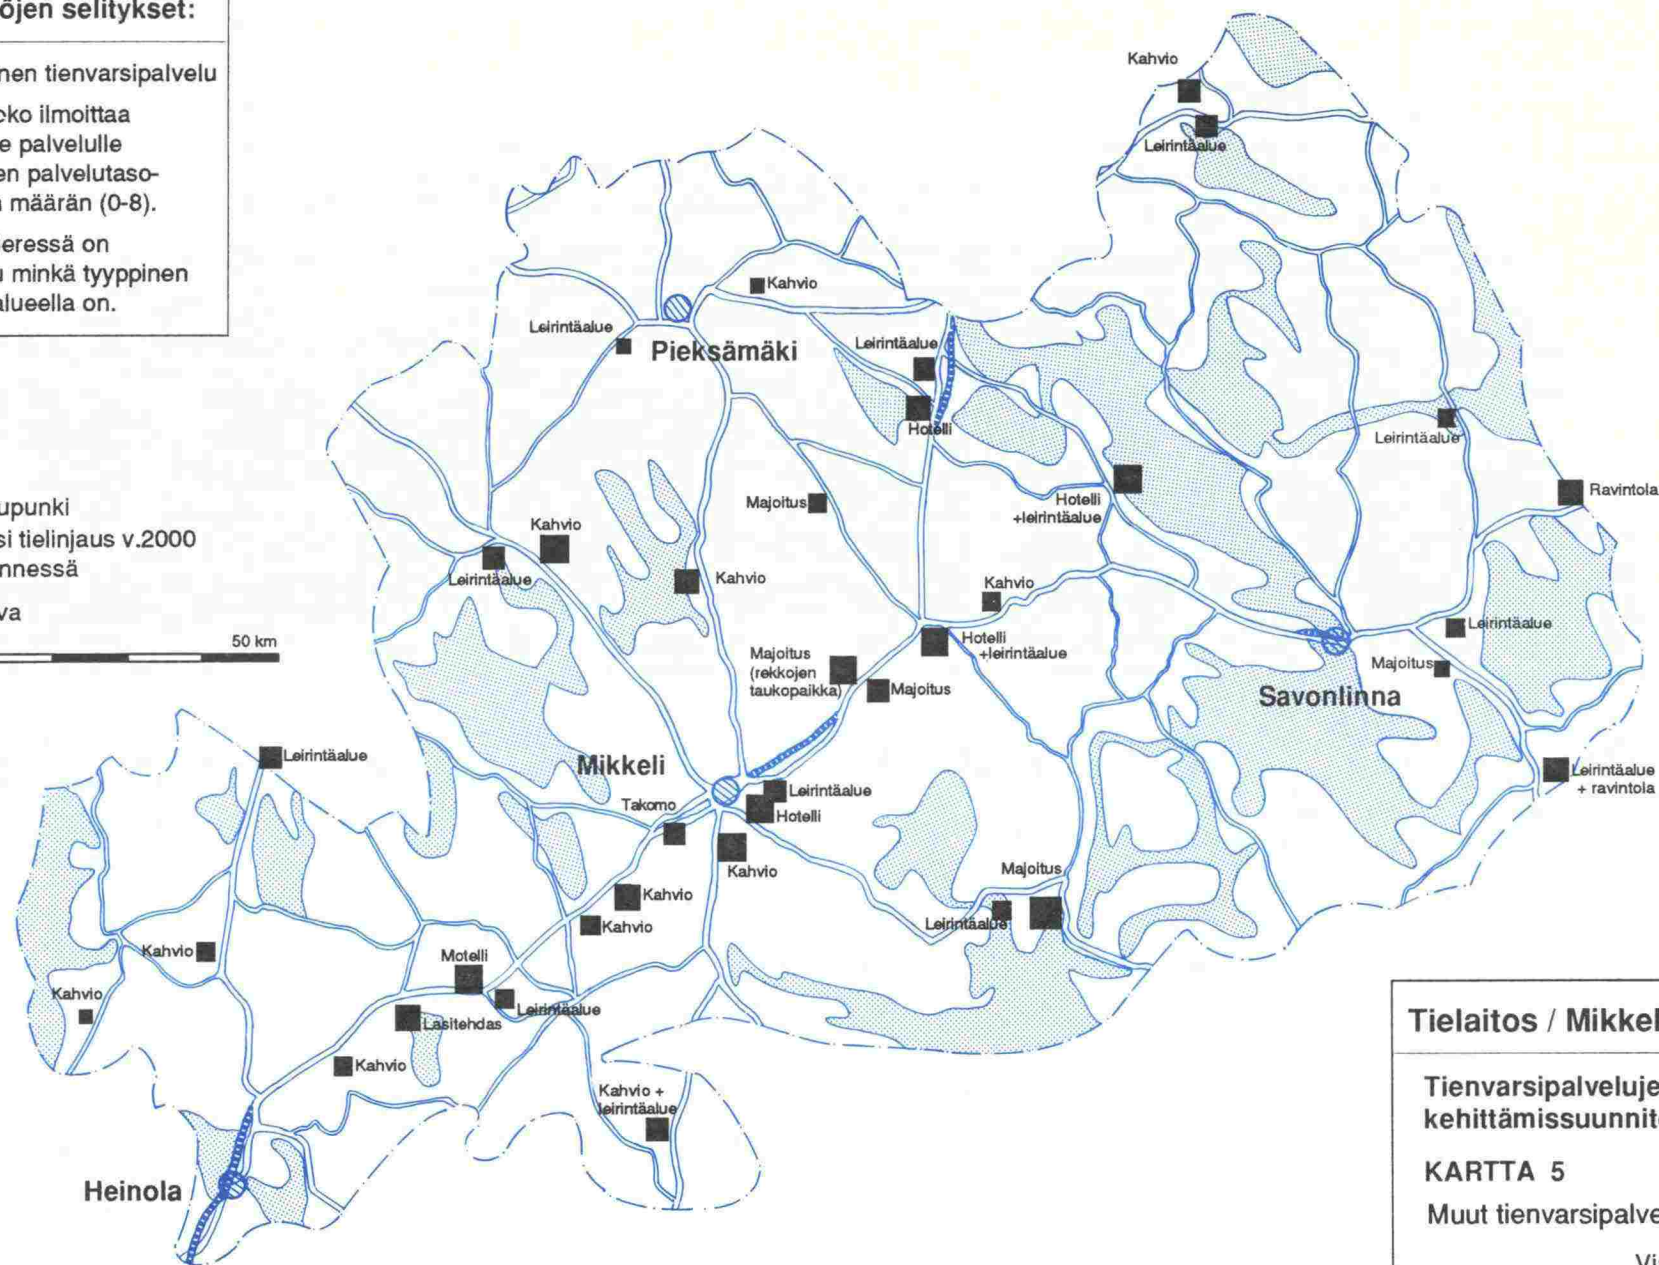 öjen selitykset:
nen tienvarsipalvelu
oko ilmoittaa
e palvelulle
en palvelutaso-
n määrän (0-8).
eressä on
u minkä tyyppinen
alueella on.
upunki
si tielinjaus v.2000
nnessä
va
50 km
Kahvio
Leirintäalue
Kahvio
Leirintäalue
Pieksämäki
Leirintäalue
Hotelli
Leirintäalue
Majoitus
Hotelli
+leirintäalue
Ravintola
Kahvio
Leirintäalue
Kahvio
Kahvio
Hotelli
+leirintäalue
Leirintäalue
Majoitus
(rekkojen
taukopaikka)
Majoitus
Majoitus
Savonlinna
Leirintäalue
Mikkeli
Leirintäalue
+ ravintola
Takomo
Leirintäalue
Hotelli
Kahvio
Majoitus
Leirintäalue
Kahvio
Kahvio
Kahvio
Motelli
Kahvio
Leirintäalue
Lasitehdas
Kahvio
Kahvio +
leirintäalue
Heinola
Tielaitos / Mikkel
Tienvarsipalveluje
kehittämissuunnite
KARTTA 5
Muut tienvarsipalve